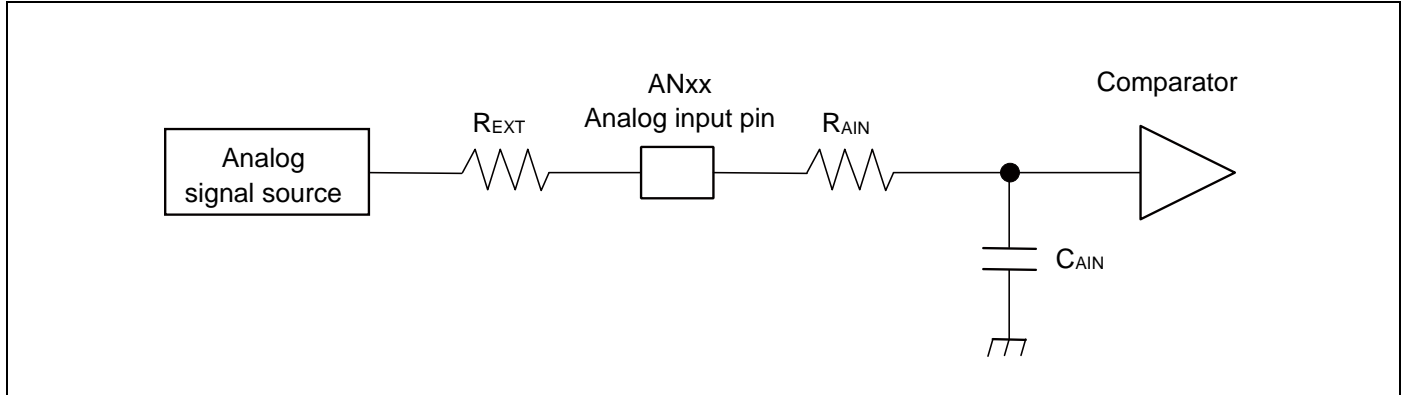 ANxx
Analog input pin
Comparator
REXT
RAIN
Analog
signal source
CAIN